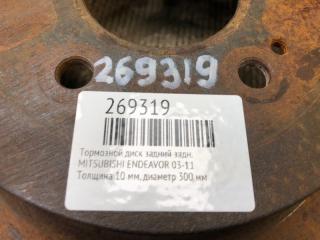 269319
269319
Тормозной диск задний задн.
MITSUBISHI ENDEAVOR 03-11
Толщина 10 мм, диаметр 300 мм